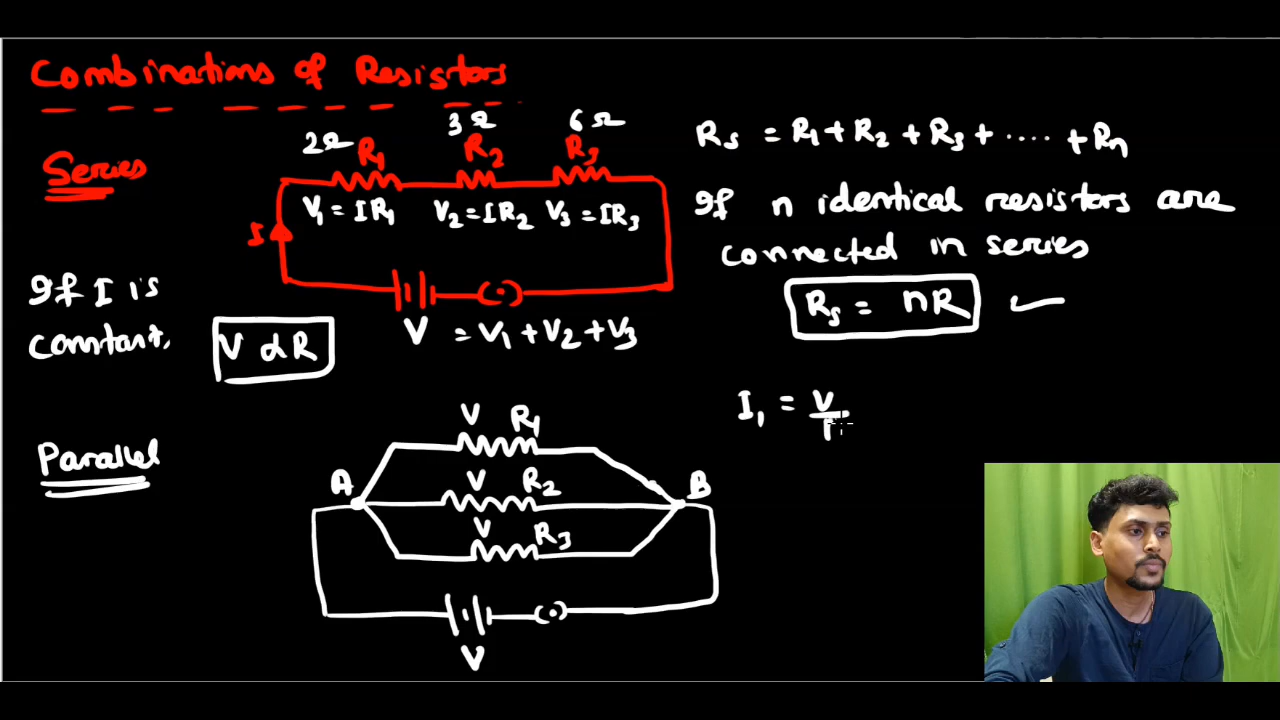 Combinations of Resistors
Series
2Ω 3Ω 6Ω
R1 R2 R3
V1 = IR1 V2 = IR2 V3 = IR3
I
V = V1 + V2 + V3
If I is
constant,
V α R
Rs = R1 + R2 + R3 + .... + Rn
If n identical resistors are
connected in series
Rs = nR
Parallel
V R1
A V R2 B
V R3
V
I1 = V